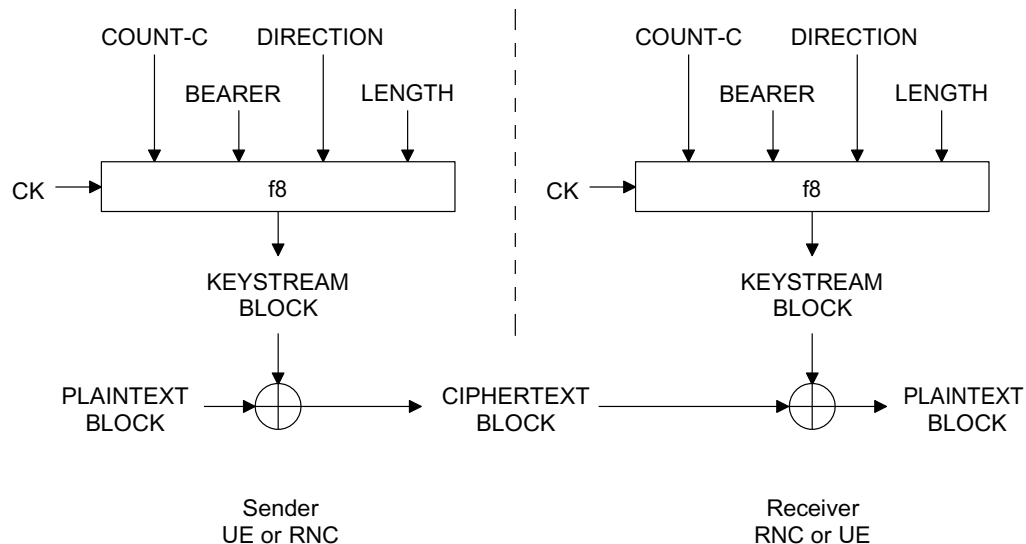 COUNT-C DIRECTION
BEARER LENGTH
CK f8
KEYSTREAM
BLOCK
PLAINTEXT
BLOCK
CIPHERTEXT
BLOCK
Sender
UE or RNC
COUNT-C DIRECTION
BEARER LENGTH
CK f8
KEYSTREAM
BLOCK
PLAINTEXT
BLOCK
Receiver
RNC or UE